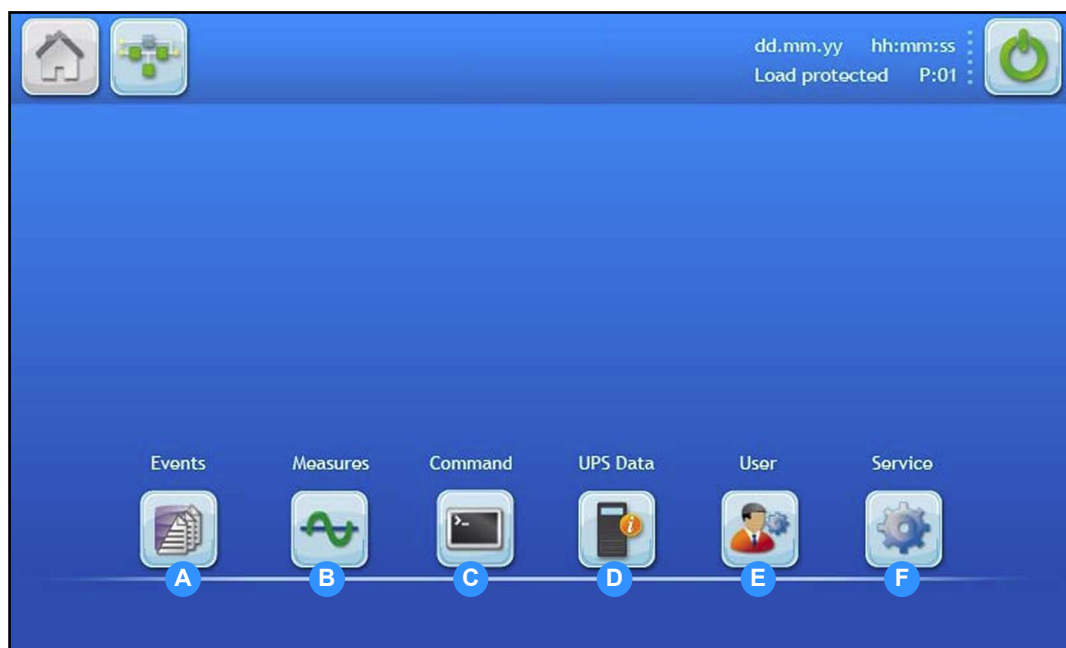 dd.mm.yy hh:mm:ss
Load protected P:01
Events Measures Command UPS Data User Service
>_ i
A B C D E F